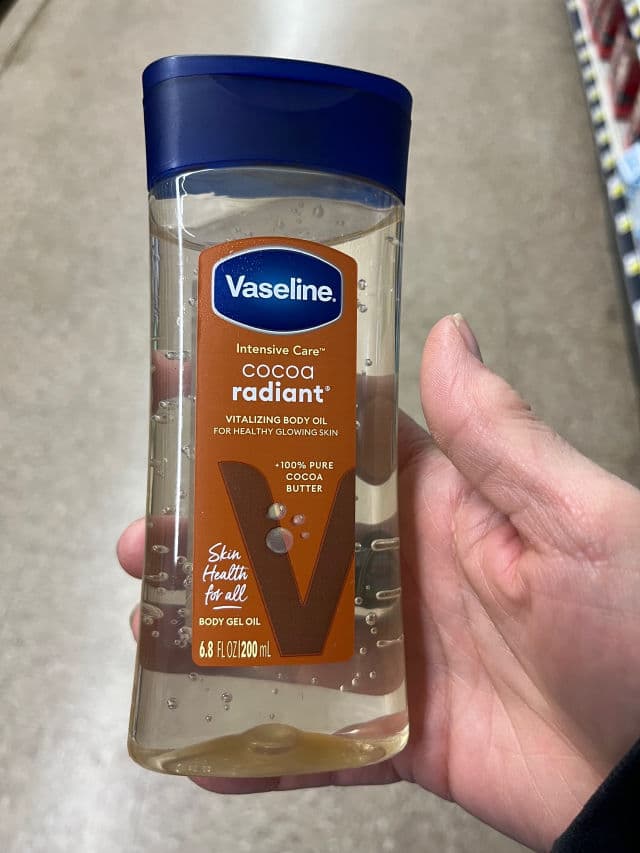 Vaseline.
Intensive Care™
cocoa
radiant®
VITALIZING BODY OIL
FOR HEALTHY GLOWING SKIN
+100% PURE
COCOA
BUTTER
Skin
Health
for all
BODY GEL OIL
6.8 FL OZ|200 mL